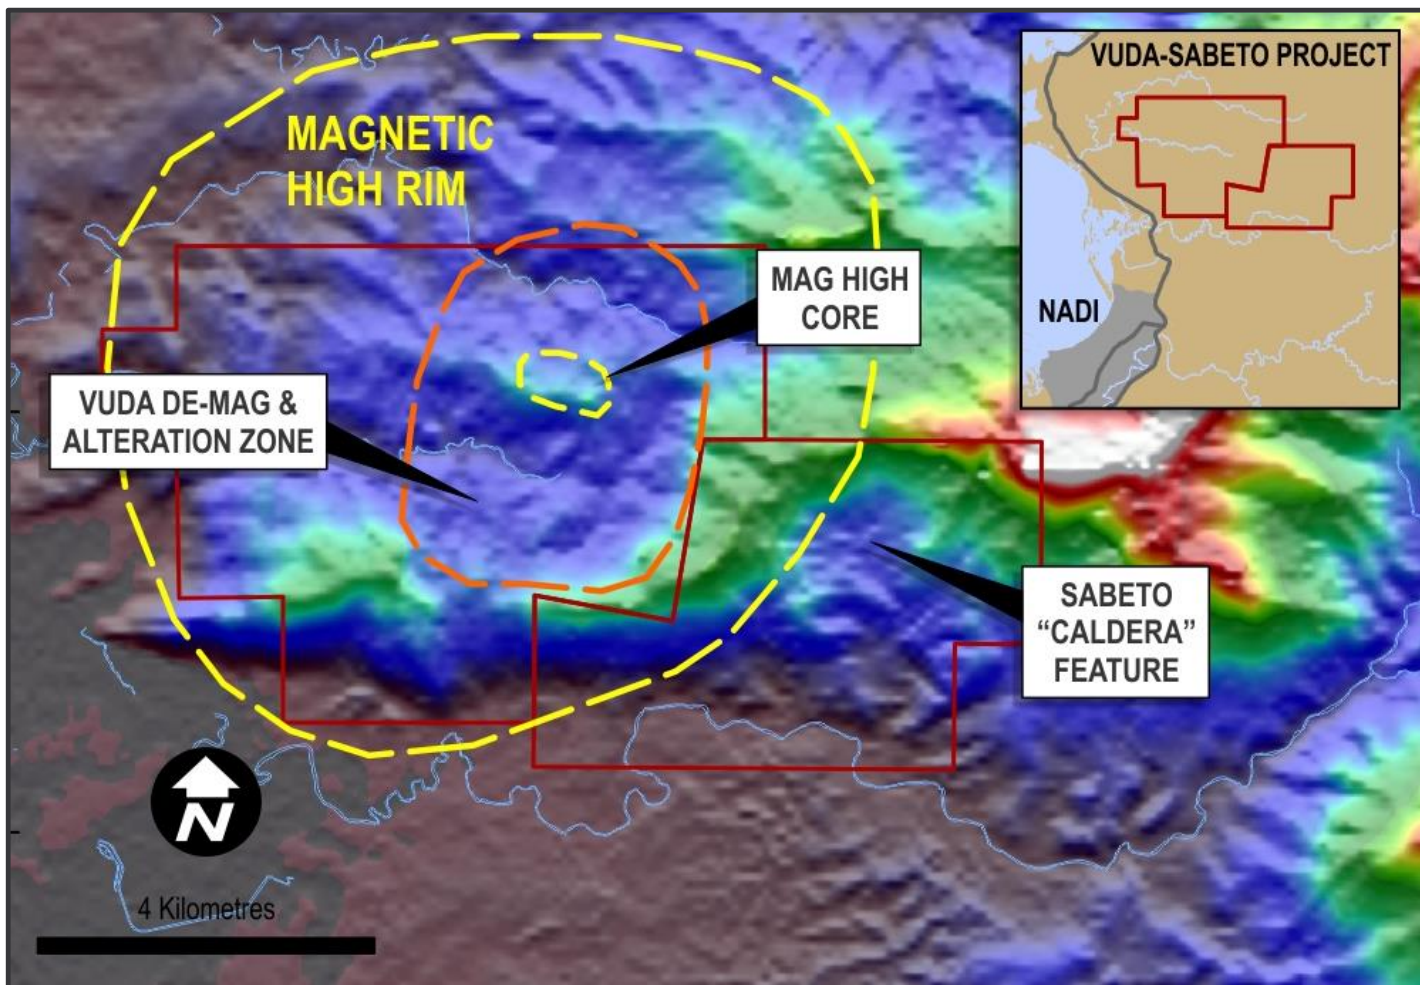 MAGNETIC
HIGH RIM
VUDA-SABETO PROJECT
NADI
MAG HIGH
CORE
VUDA DE-MAG &
ALTERATION ZONE
SABETO
“CALDERA”
FEATURE
N
4 Kilometres